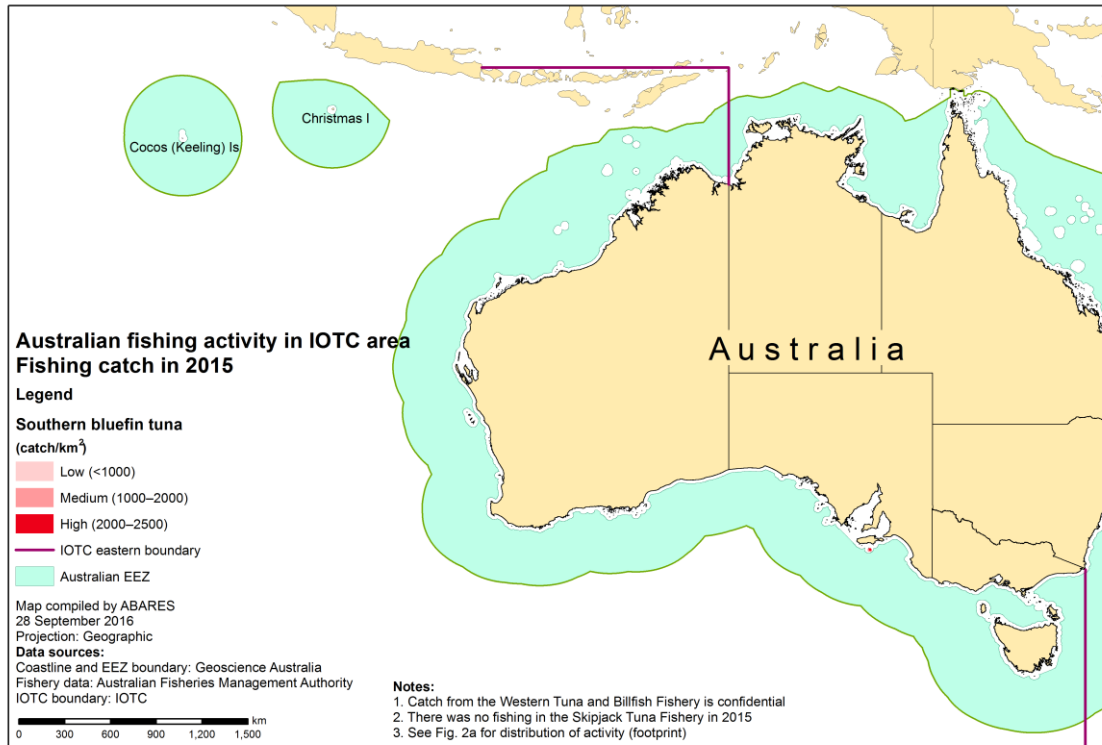 Cocos (Keeling) Is
Christmas I
Australia
Australian fishing activity in IOTC area
Fishing catch in 2015
Legend
Southern bluefin tuna
(catch/km²)
Low (<1000)
Medium (1000–2000)
High (2000–2500)
IOTC eastern boundary
Australian EEZ
Map compiled by ABARES
28 September 2016
Projection: Geographic
Data sources:
Coastline and EEZ boundary: Geoscience Australia
Fishery data: Australian Fisheries Management Authority
IOTC boundary: IOTC
km
0 300 600 900 1,200 1,500
Notes:
1. Catch from the Western Tuna and Billfish Fishery is confidential
2. There was no fishing in the Skipjack Tuna Fishery in 2015
3. See Fig. 2a for distribution of activity (footprint)